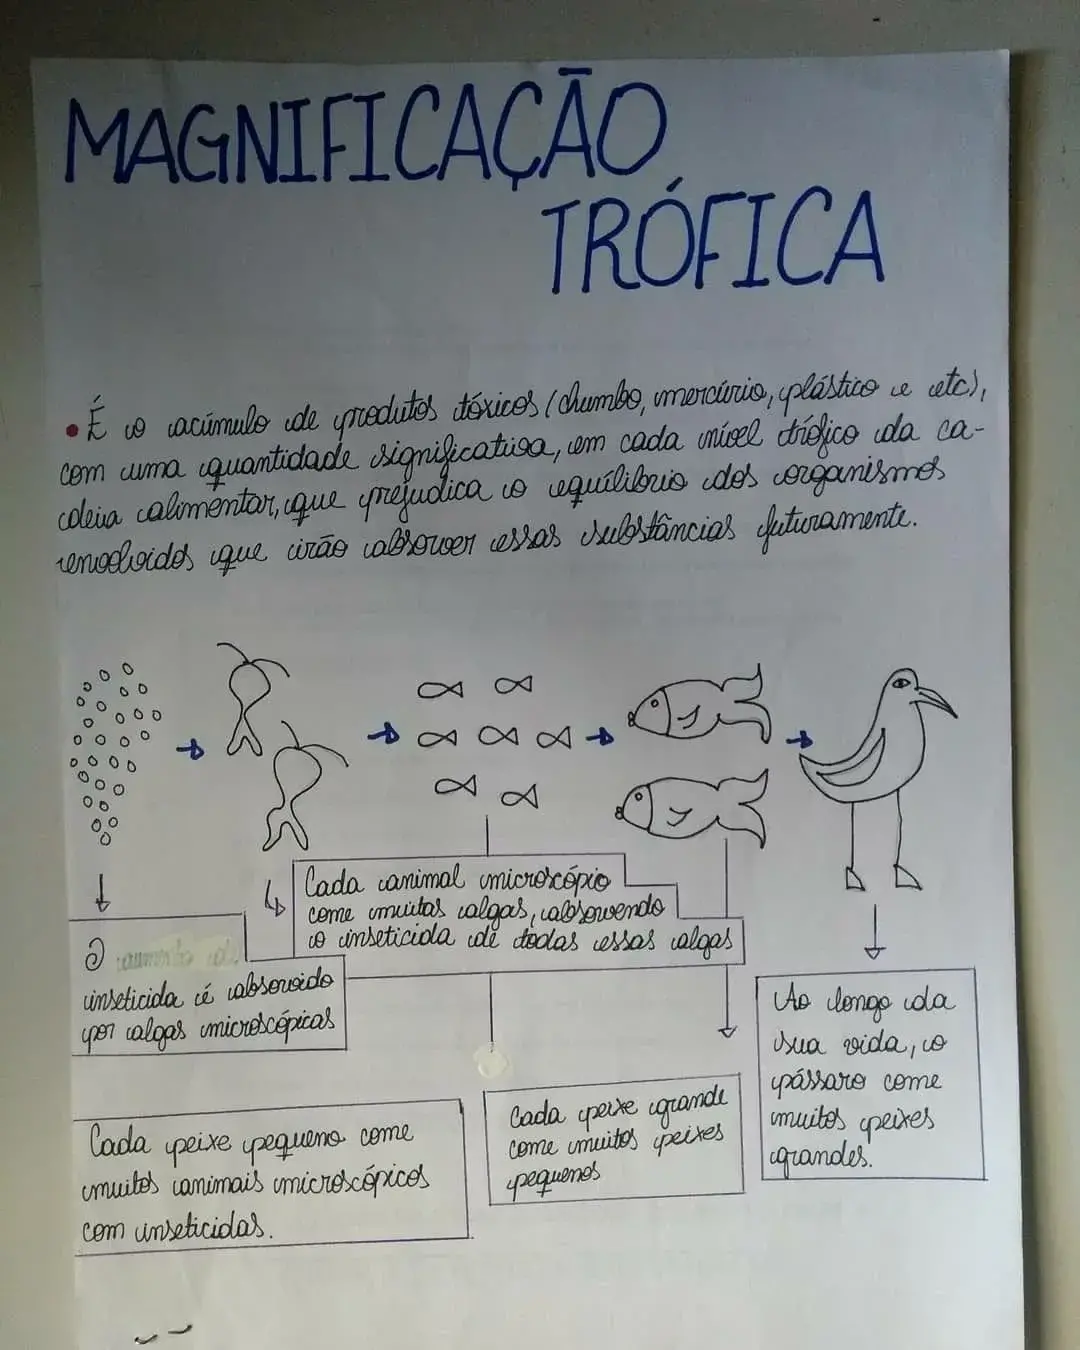 MAGNIFICAÇÃO
TRÓFICA
• É o acúmulo de produtos tóxicos (chumbo, mercúrio, plástico e etc),
com uma quantidade significativa, em cada nível trófico da ca-
deia alimentar, que prejudica o equilíbrio dos organismos
envolvidos que irão absorver essas substâncias futuramente.
Cada animal microscópio
come muitas algas, absorvendo
o inseticida de todas essas algas
O
inseticida é absorvido
por algas microscópicas
Cada peixe pequeno come
muitos animais microscópicos
com inseticidas.
Cada peixe grande
come muitos peixes
pequenos
Ao longo da
sua vida, o
pássaro come
muitos peixes
grandes.